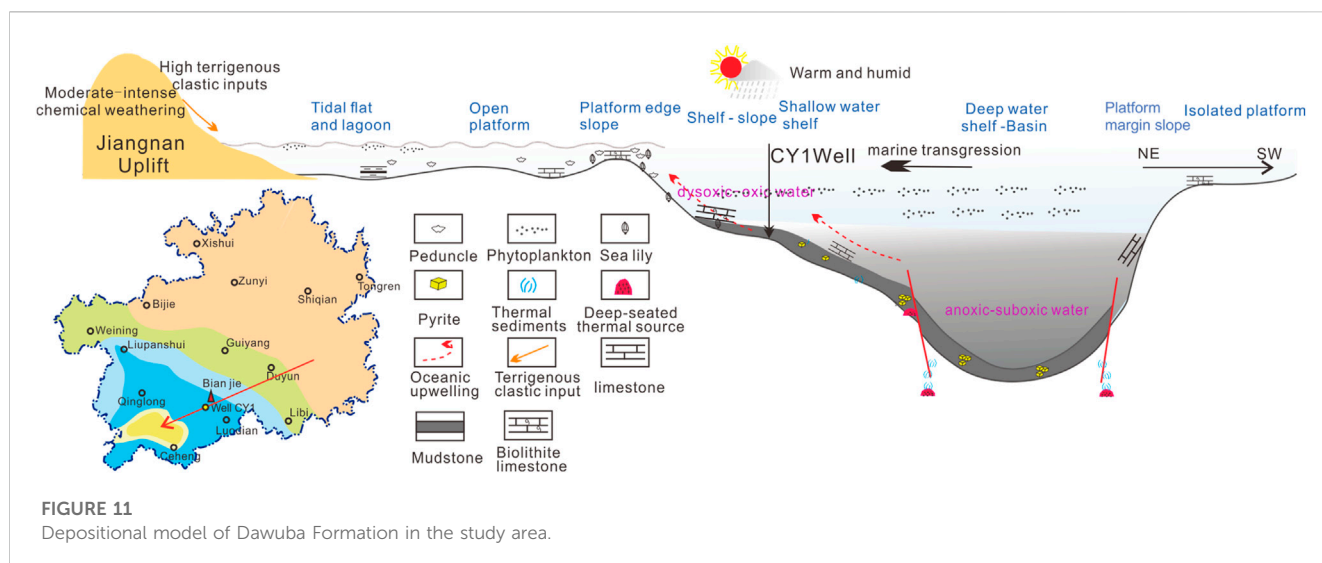 High terrigenous
clastic inputs
Moderate-intense
chemical weathering
Jiangnan
Uplift
Tidal flat
and lagoon
Open
platform
Platform edge
slope
Shelf - slope
Warm and humid
Shallow water
shelf
Deep water
shelf -Basin
Platform
margin slope
Isolated platform
CY1Well
marine transgression
NE
SW
dysoxic-oxic water
anoxic-suboxic water
Xishui
Zunyi
Tongren
Shiqian
Bijie
Weining
Liupanshui
Guiyang
Duyun
Bian jie
Qinglong
Well CY1
Luodian
Libi
Ceheng
Peduncle
Phytoplankton
Sea lily
Pyrite
Thermal
sediments
Deep-seated
thermal source
Oceanic
upwelling
Terrigenous
clastic input
limestone
Mudstone
Biolithite
limestone
FIGURE 11
Depositional model of Dawuba Formation in the study area.